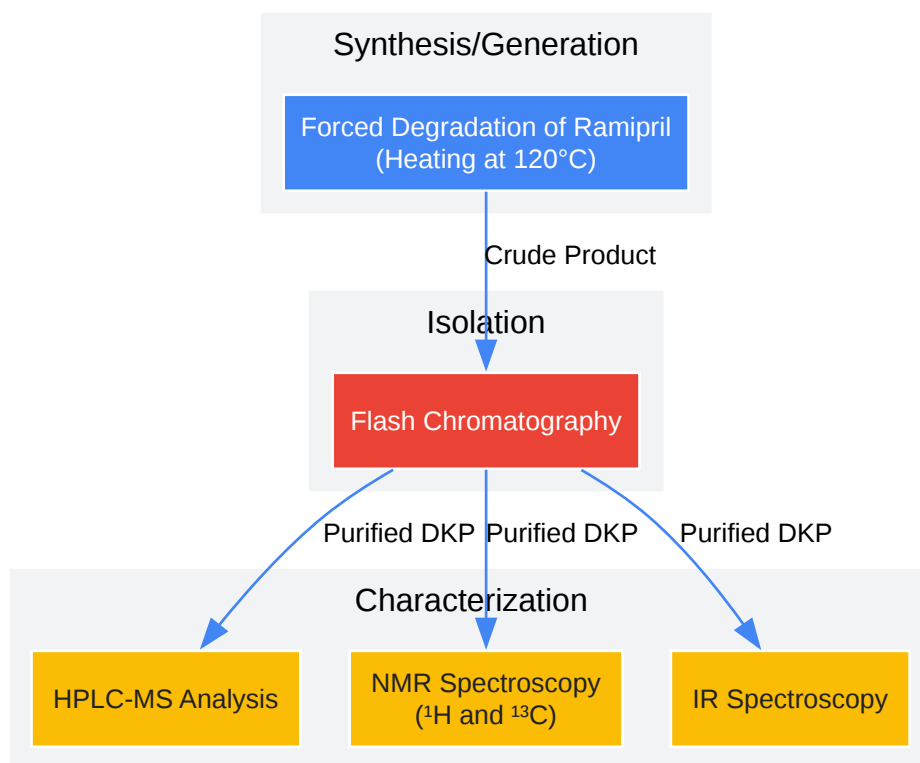 Synthesis/Generation
Forced Degradation of Ramipril
(Heating at 120°C)
Crude Product
Isolation
Flash Chromatography
Purified DKP Purified DKP Purified DKP
Characterization
HPLC-MS Analysis
NMR Spectroscopy
(¹H and ¹³C)
IR Spectroscopy